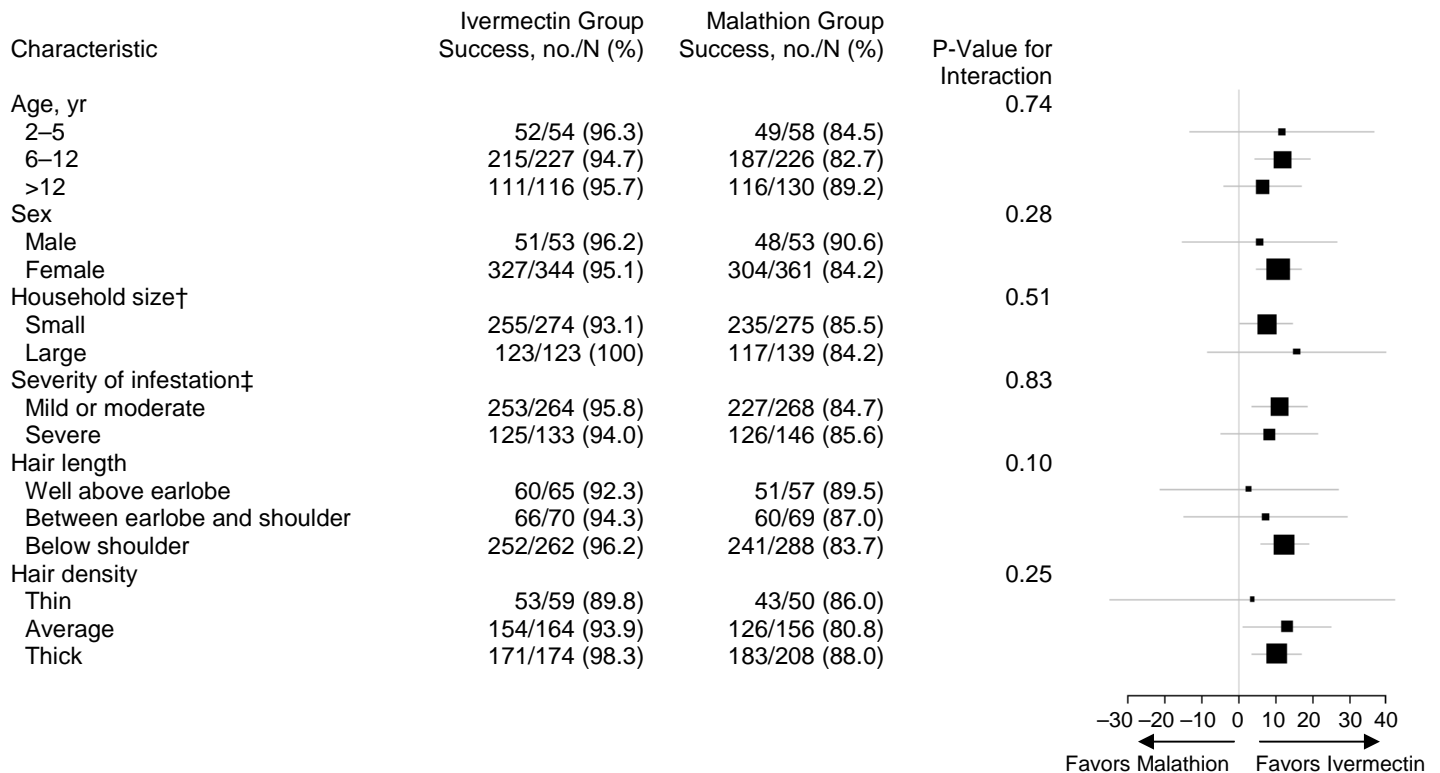 Ivermectin Group Malathion Group
Characteristic Success, no./N (%) Success, no./N (%) P-Value for
Interaction
Age, yr 0.74
2–5 52/54 (96.3) 49/58 (84.5)
6–12 215/227 (94.7) 187/226 (82.7)
>12 111/116 (95.7) 116/130 (89.2)
Sex 0.28
Male 51/53 (96.2) 48/53 (90.6)
Female 327/344 (95.1) 304/361 (84.2)
Household size† 0.51
Small 255/274 (93.1) 235/275 (85.5)
Large 123/123 (100) 117/139 (84.2)
Severity of infestation‡ 0.83
Mild or moderate 253/264 (95.8) 227/268 (84.7)
Severe 125/133 (94.0) 126/146 (85.6)
Hair length 0.10
Well above earlobe 60/65 (92.3) 51/57 (89.5)
Between earlobe and shoulder 66/70 (94.3) 60/69 (87.0)
Below shoulder 252/262 (96.2) 241/288 (83.7)
Hair density 0.25
Thin 53/59 (89.8) 43/50 (86.0)
Average 154/164 (93.9) 126/156 (80.8)
Thick 171/174 (98.3) 183/208 (88.0)
–30 –20 –10 0 10 20 30 40
Favors Malathion Favors Ivermectin